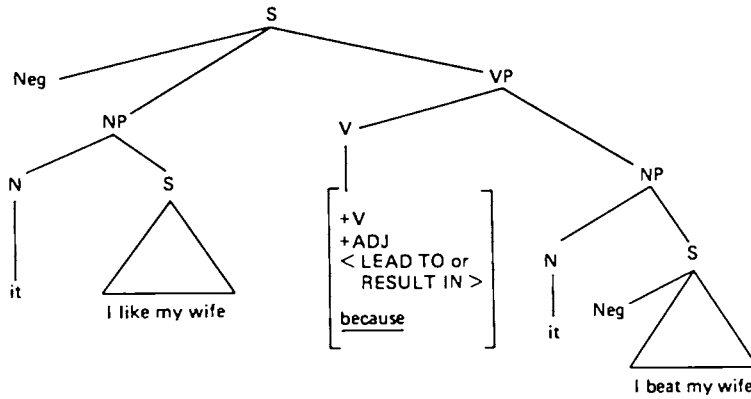 S
Neg
VP
NP
V
N
S
NP
+V
+ADJ
< LEAD TO or
RESULT IN >
because
N
S
it
I like my wife
it
Neg
I beat my wife